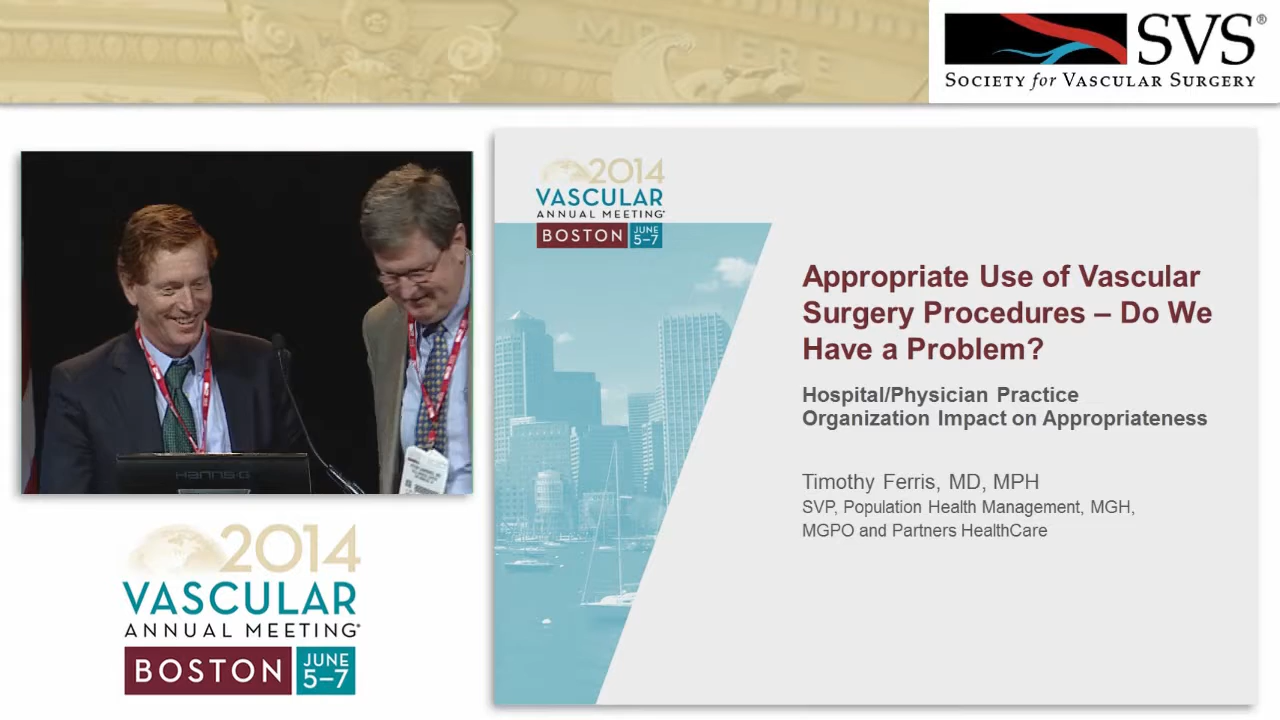 SVS®
SOCIETY for VASCULAR SURGERY
2014
VASCULAR
ANNUAL MEETING®
BOSTON
JUNE
5–7
Appropriate Use of Vascular
Surgery Procedures – Do We
Have a Problem?
Hospital/Physician Practice
Organization Impact on Appropriateness
Timothy Ferris, MD, MPH
SVP, Population Health Management, MGH,
MGPO and Partners HealthCare
HANNS.G
2014
VASCULAR
ANNUAL MEETING®
BOSTON
JUNE
5–7